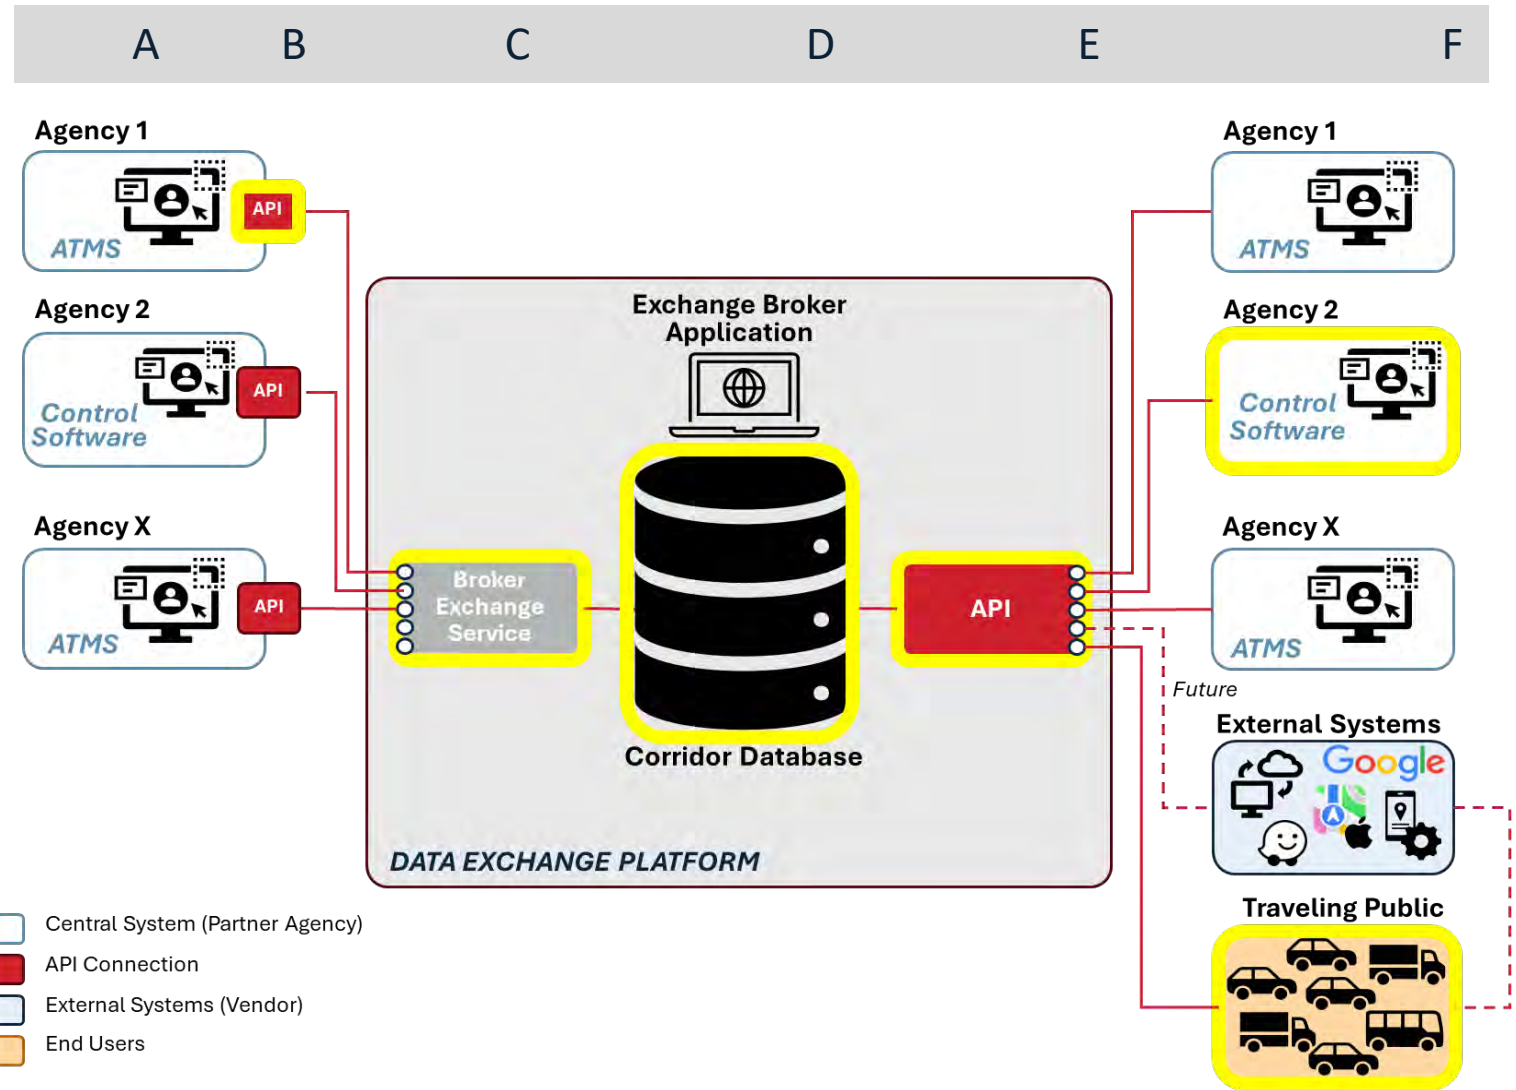 A B C D E F
Agency 1
API
ATMS
Agency 2
API
Control
Software
Agency X
API
ATMS
Exchange Broker
Application
Broker
Exchange
Service
Corridor Database
API
DATA EXCHANGE PLATFORM
Agency 1
ATMS
Agency 2
Control
Software
Agency X
ATMS
Future
External Systems
Google
Traveling Public
Central System (Partner Agency)
API Connection
External Systems (Vendor)
End Users